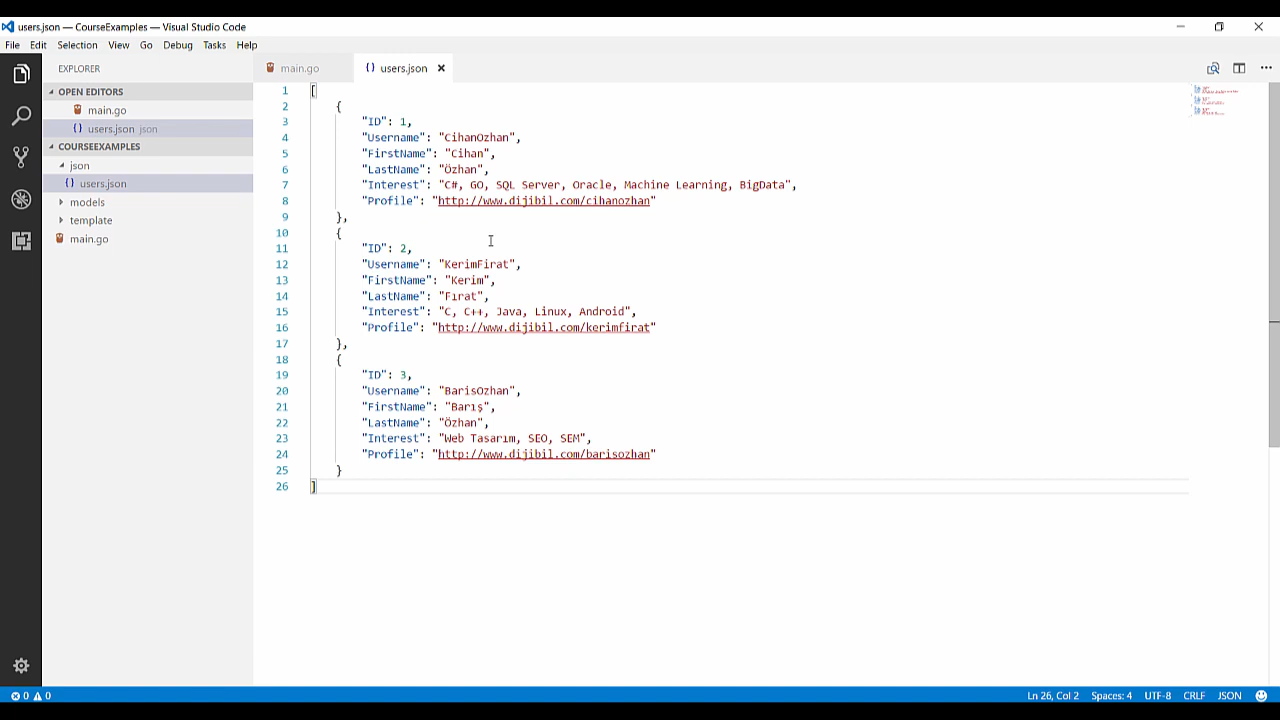 users.json — CourseExamples — Visual Studio Code
File Edit Selection View Go Debug Tasks Help
EXPLORER
OPEN EDITORS
main.go
users.json json
COURSEEXAMPLES
json
users.json
models
template
main.go
main.go
{} users.json
1 [
2 {
3 "ID": 1,
4 "Username": "CihanOzhan",
5 "FirstName": "Cihan",
6 "LastName": "Özhan",
7 "Interest": "C#, GO, SQL Server, Oracle, Machine Learning, BigData",
8 "Profile": "http://www.dijibil.com/cihanozhan"
9 },
10 {
11 "ID": 2,
12 "Username": "KerimFirat",
13 "FirstName": "Kerim",
14 "LastName": "Fırat",
15 "Interest": "C, C++, Java, Linux, Android",
16 "Profile": "http://www.dijibil.com/kerimfirat"
17 },
18 {
19 "ID": 3,
20 "Username": "BarisOzhan",
21 "FirstName": "Barış",
22 "LastName": "Özhan",
23 "Interest": "Web Tasarım, SEO, SEM",
24 "Profile": "http://www.dijibil.com/barisozhan"
25 }
26 ]
0 0
Ln 26, Col 2 Spaces: 4 UTF-8 CRLF JSON